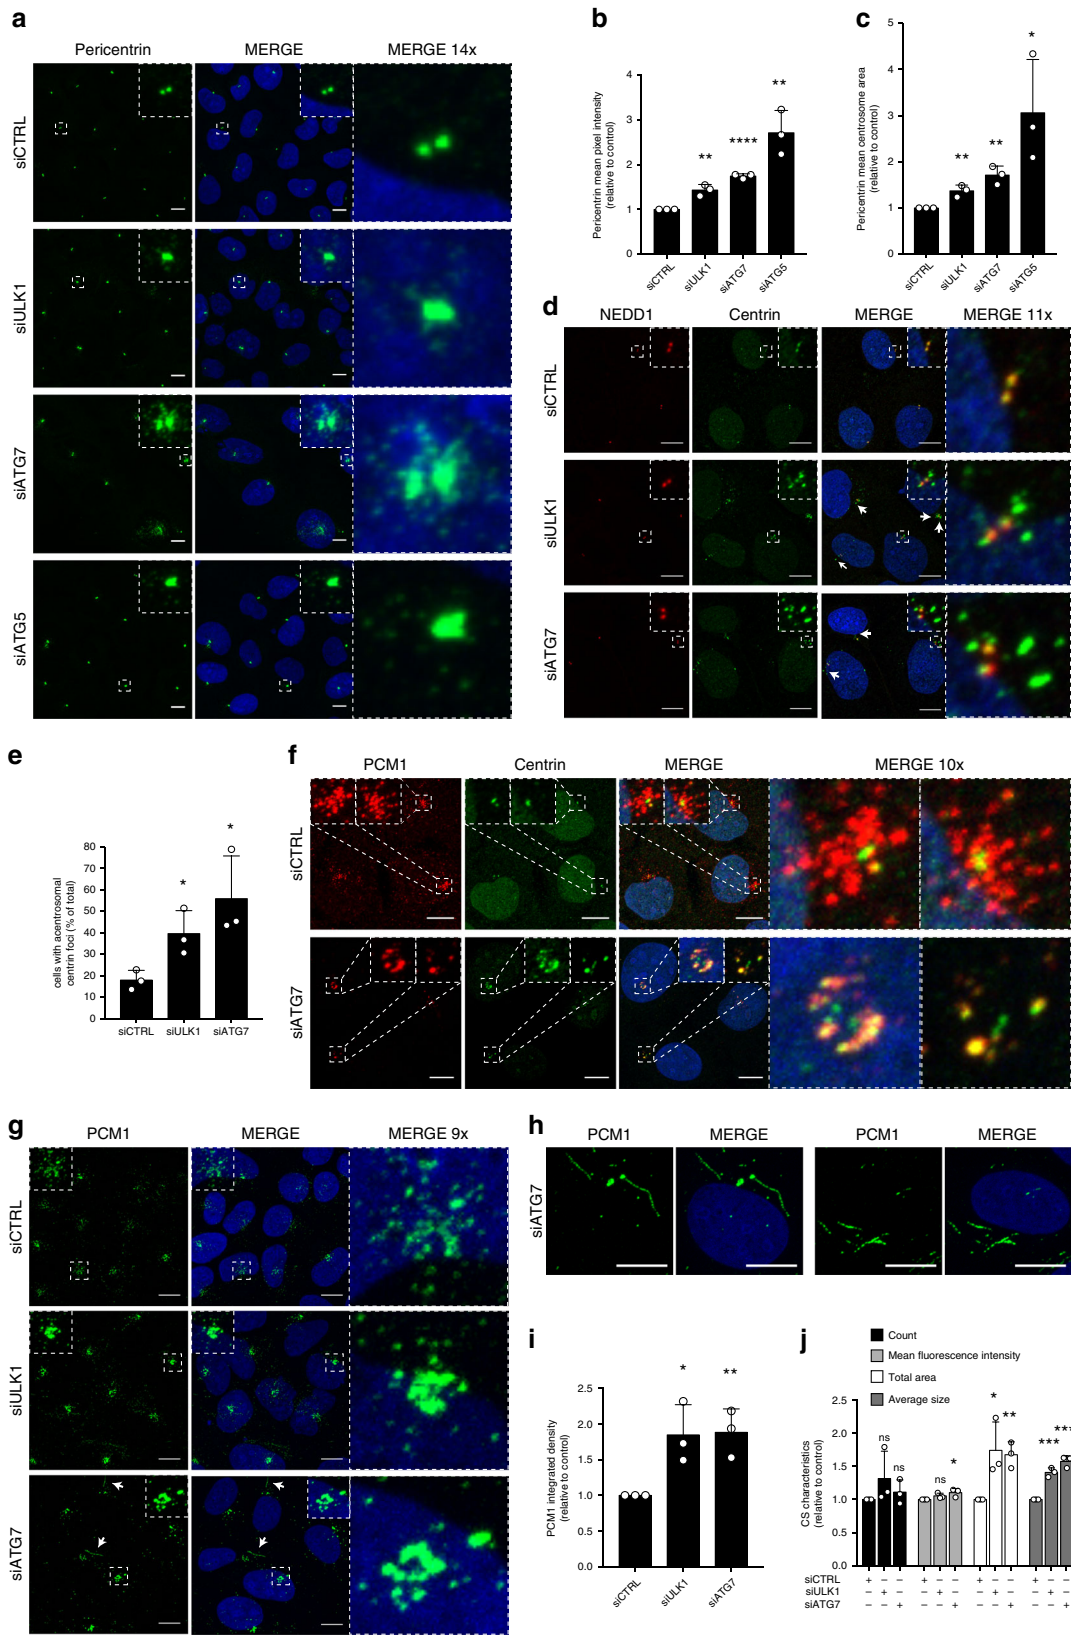 a
Pericentrin MERGE MERGE 14x
siCTRL
siULK1
siATG7
siATG5
b
Pericentrin mean pixel intensity
(relative to control)
4
3
2
1
0
** **** **
siCTRL siULK1 siATG7 siATG5
c
Pericentrin mean centrosome area
(relative to control)
5
4
3
2
1
0
** ** *
siCTRL siULK1 siATG7 siATG5
d
NEDD1 Centrin MERGE MERGE 11x
siCTRL
siULK1
siATG7
e
cells with acentrosomal
centrin foci (% of total)
80
70
60
50
40
30
20
10
0
* *
siCTRL siULK1 siATG7
f
PCM1 Centrin MERGE MERGE 10x
siCTRL
siATG7
g
PCM1 MERGE MERGE 9x
siCTRL
siULK1
siATG7
h
PCM1 MERGE PCM1 MERGE
siATG7
i
PCM1 integrated density
(relative to control)
2.5
2.0
1.5
1.0
0.5
0.0
* **
siCTRL siULK1 siATG7
j
Count
Mean fluorescence intensity
Total area
Average size
CS characteristics
(relative to control)
2.5
2.0
1.5
1.0
0.5
0.0
ns ns ns * * ** *** ***
siCTRL + − − + − − + − − + − −
siULK1 − + − − + − − + − − + −
siATG7 − − + − − + − − + − − +